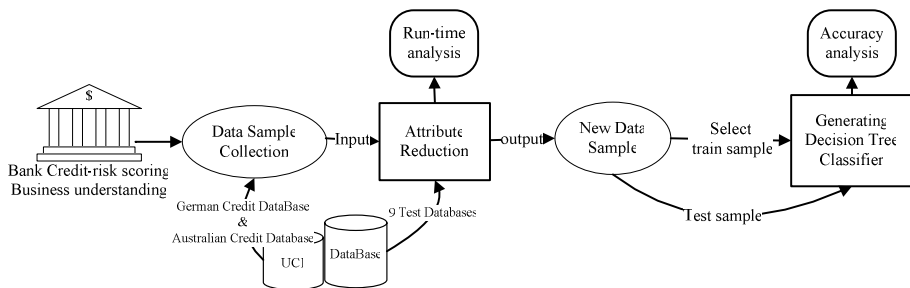 Run-time
analysis
Accuracy
analysis
$
Data Sample
Collection
Input
Attribute
Reduction
output
New Data
Sample
Select
train sample
Generating
Decision Tree
Classifier
Bank Credit-risk scoring
Business understanding
German Credit DataBase
&
Australian Credit Database
9 Test Databases
Test sample
UCI
DataBase